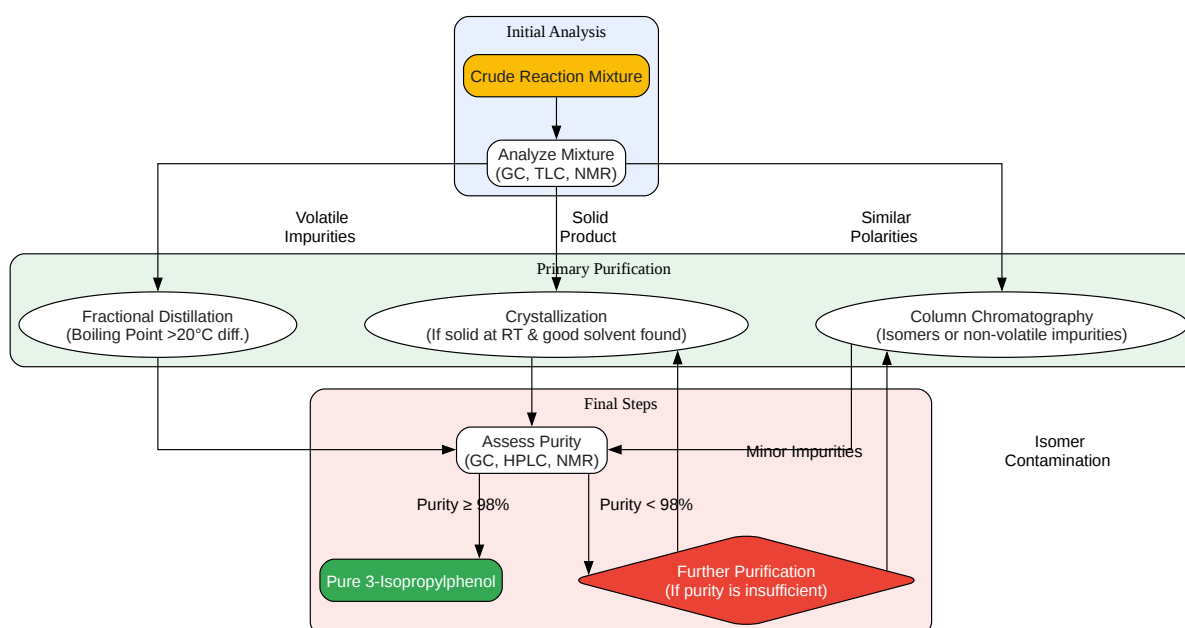 Initial Analysis
Crude Reaction Mixture
Analyze Mixture
(GC, TLC, NMR)
Volatile
Impurities
Solid
Product
Similar
Polarities
Primary Purification
Fractional Distillation
(Boiling Point >20°C diff.)
Crystallization
(If solid at RT & good solvent found)
Column Chromatography
(Isomers or non-volatile impurities)
Final Steps
Assess Purity
(GC, HPLC, NMR)
Minor Impurities
Isomer
Contamination
Purity ≥ 98%
Purity < 98%
Pure 3-Isopropylphenol
Further Purification
(If purity is insufficient)